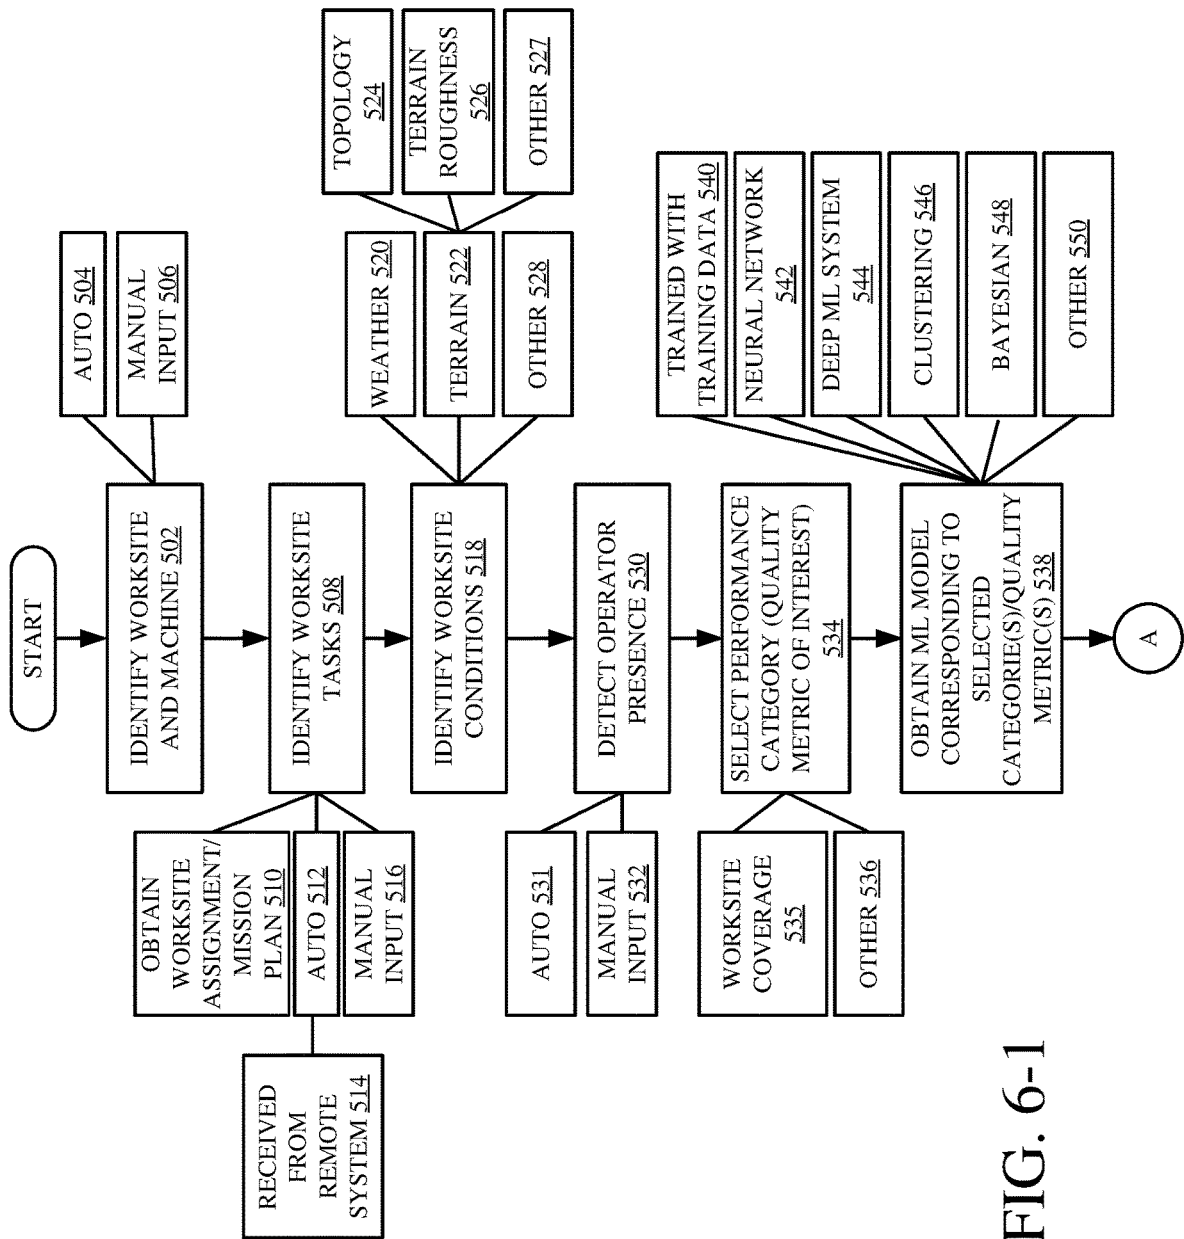 START
IDENTIFY WORKSITE
AND MACHINE 502
AUTO 504
MANUAL
INPUT 506
IDENTIFY WORKSITE
TASKS 508
OBTAIN
WORKSITE
ASSIGNMENT/
MISSION
PLAN 510
AUTO 512
RECEIVED
FROM
REMOTE
SYSTEM 514
MANUAL
INPUT 516
IDENTIFY WORKSITE
CONDITIONS 518
WEATHER 520
TERRAIN 522
TOPOLOGY
524
TERRAIN
ROUGHNESS
526
OTHER 527
OTHER 528
DETECT OPERATOR
PRESENCE 530
AUTO 531
MANUAL
INPUT 532
SELECT PERFORMANCE
CATEGORY (QUALITY
METRIC OF INTEREST)
534
WORKSITE
COVERAGE
535
OTHER 536
OBTAIN ML MODEL
CORRESPONDING TO
SELECTED
CATEGORIE(S)/QUALITY
METRIC(S) 538
TRAINED WITH
TRAINING DATA 540
NEURAL NETWORK
542
DEEP ML SYSTEM
544
CLUSTERING 546
BAYESIAN 548
OTHER 550
A
FIG. 6-1